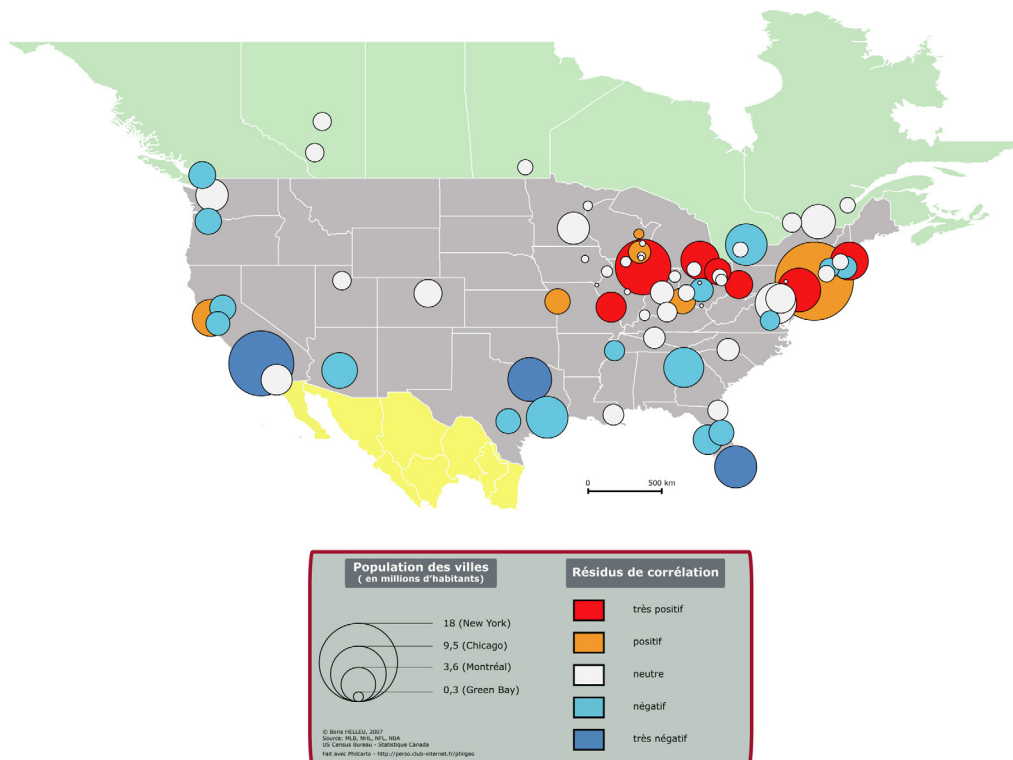 0 500 km
Population des villes
( en millions d'habitants)
18 (New York)
9,5 (Chicago)
3,6 (Montréal)
0,3 (Green Bay)
© Boris HELLEU, 2007
Source: MLB, NHL, NFL, NBA
US Census Bureau - Statistique Canada
Fait avec Philcarto - http://perso.club-internet.fr/philgeo
Résidus de corrélation
très positif
positif
neutre
négatif
très négatif